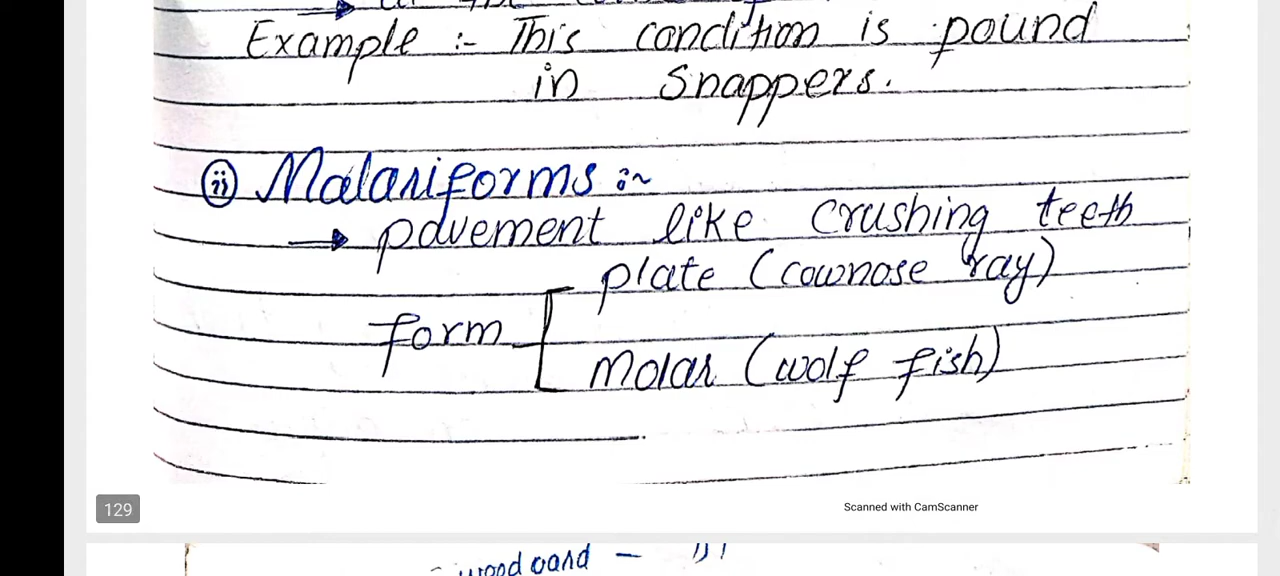 Example :- This condition is pound
in Snappers.
(ii) Malariforms :~
→ pavement like crushing teeth
plate (cownose ray)
form
Molar (wolf fish)
129
Scanned with CamScanner